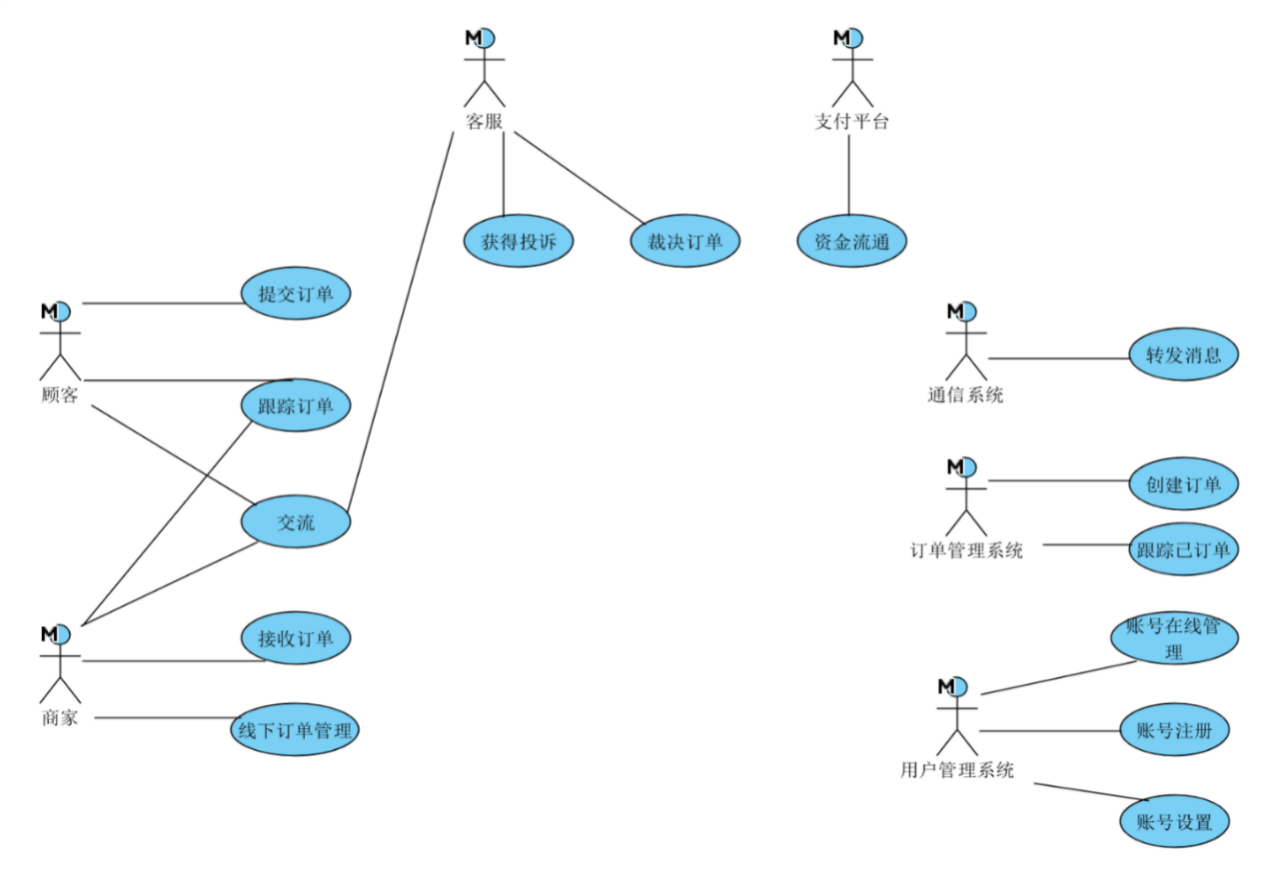 M
客服
M
支付平台
获得投诉
裁决订单
资金流通
提交订单
M
顾客
跟踪订单
交流
M
商家
接收订单
线下订单管理
M
通信系统
转发消息
M
订单管理系统
创建订单
跟踪已订单
账号在线管
理
M
用户管理系统
账号注册
账号设置